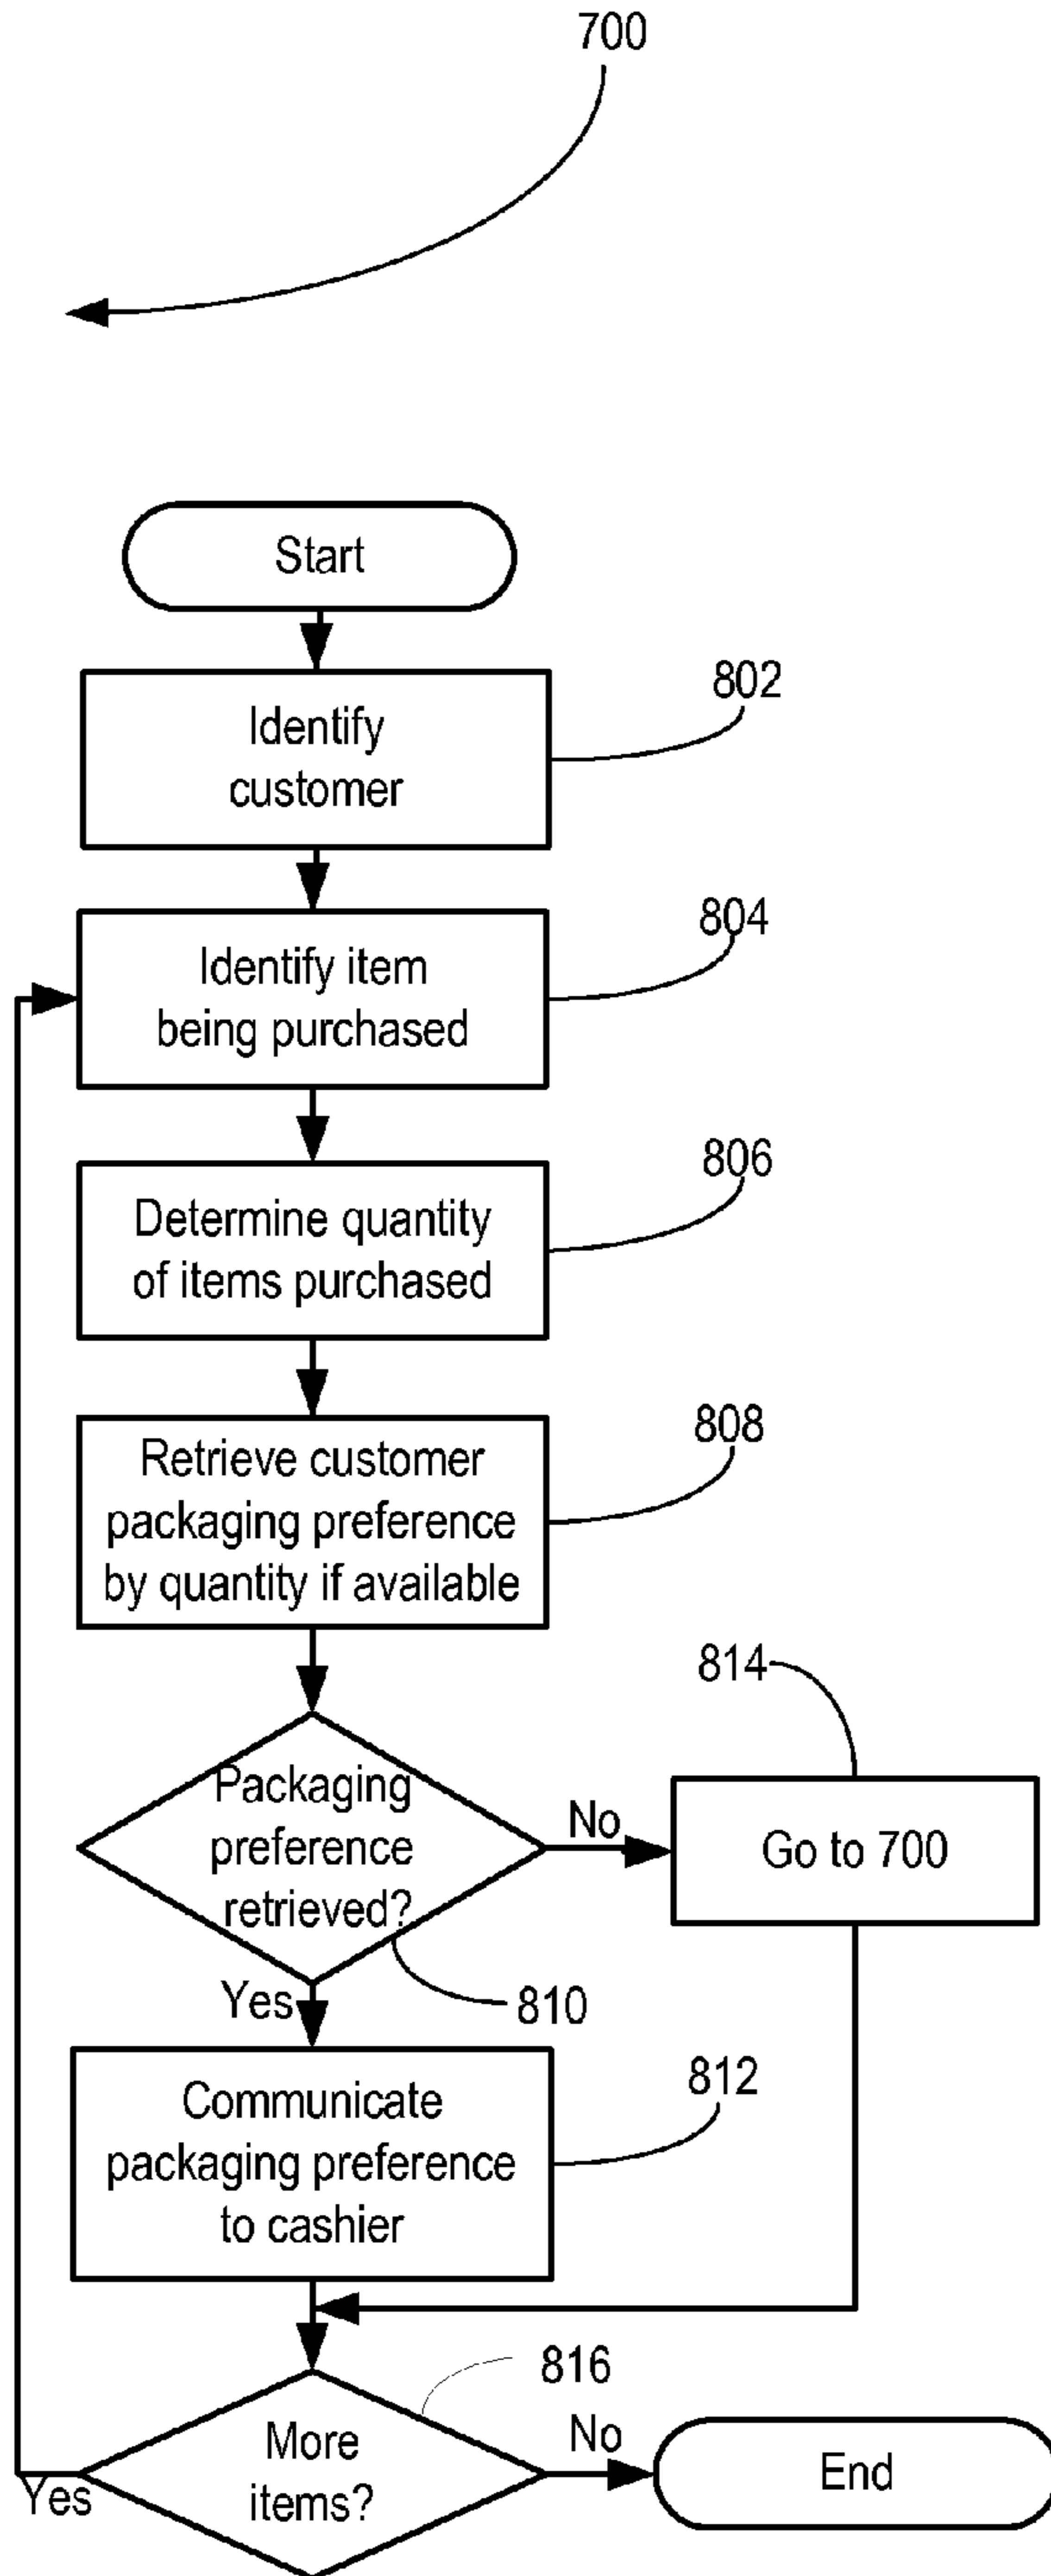 700
Start
Identify
customer
802
Identify item
being purchased
804
Determine quantity
of items purchased
806
Retrieve customer
packaging preference
by quantity if available
808
Packaging
preference
retrieved?
810
No
814
Go to 700
Yes
Communicate
packaging preference
to cashier
812
More
items?
816
Yes
No
End